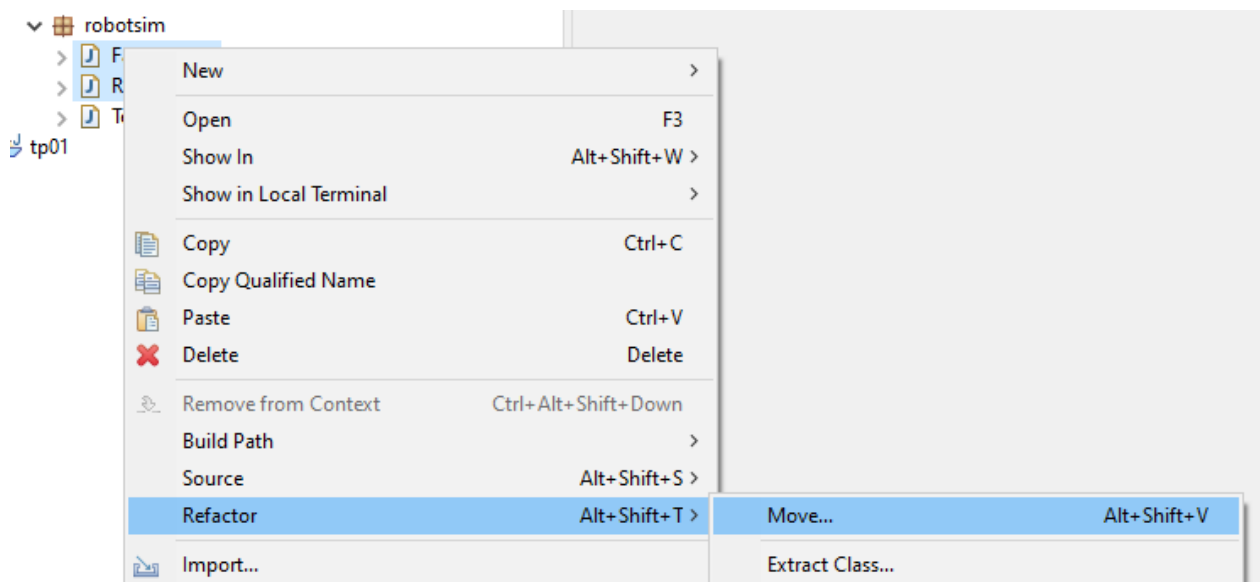 robotsim
New
Open F3
Show In Alt+Shift+W
Show in Local Terminal
tp01
Copy Ctrl+C
Copy Qualified Name
Paste Ctrl+V
Delete Delete
Remove from Context Ctrl+Alt+Shift+Down
Build Path
Source Alt+Shift+S
Refactor Alt+Shift+T
Move... Alt+Shift+V
Import...
Extract Class...